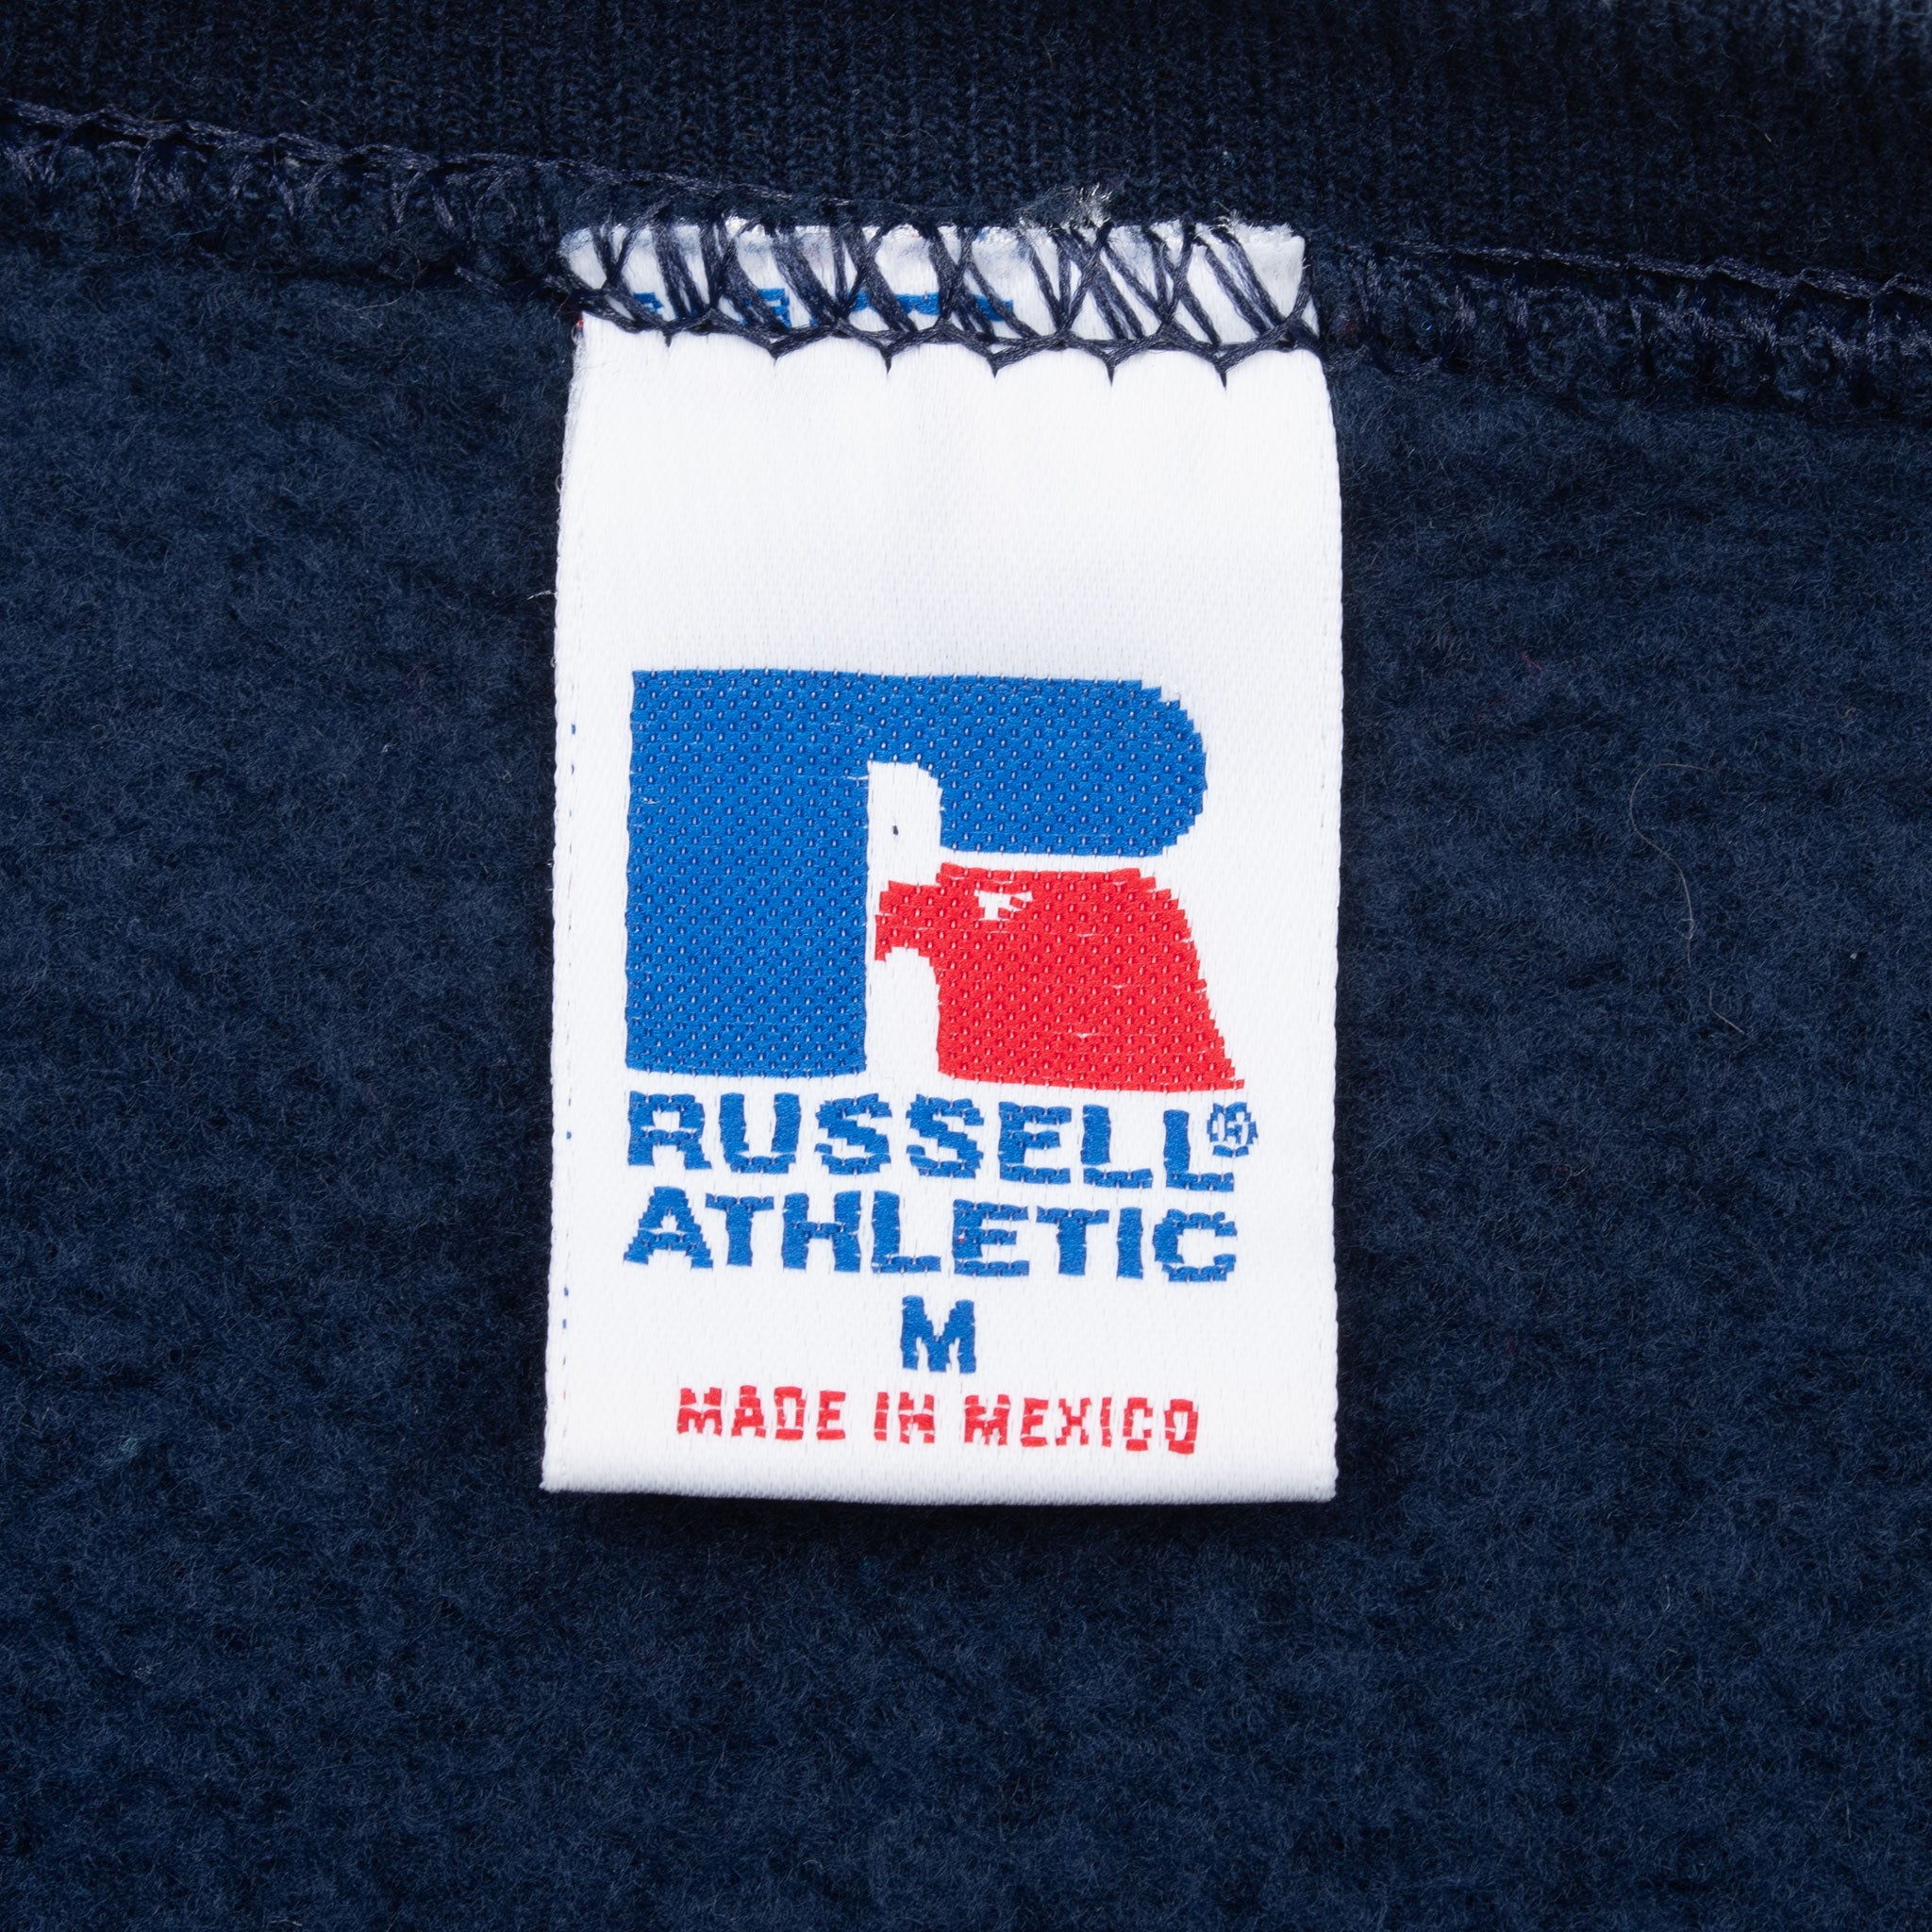 RUSSELL®
ATHLETIC
M
MADE IN MEXICO